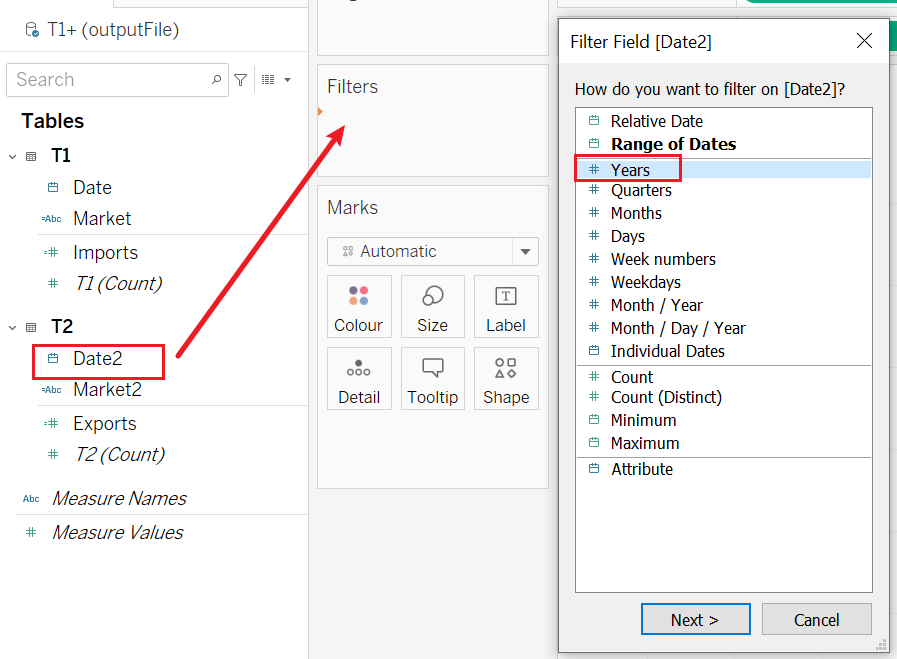 T1+ (outputFile)
Search
Tables
T1
Date
Abc Market
Imports
T1 (Count)
T2
Date2
Abc Market2
Exports
T2 (Count)
Abc Measure Names
Measure Values
Filters
Marks
Automatic
Colour Size Label
Detail Tooltip Shape
Filter Field [Date2]
How do you want to filter on [Date2]?
Relative Date
Range of Dates
Years
Quarters
Months
Days
Week numbers
Weekdays
Month / Year
Month / Day / Year
Individual Dates
Count
Count (Distinct)
Minimum
Maximum
Attribute
Next > Cancel